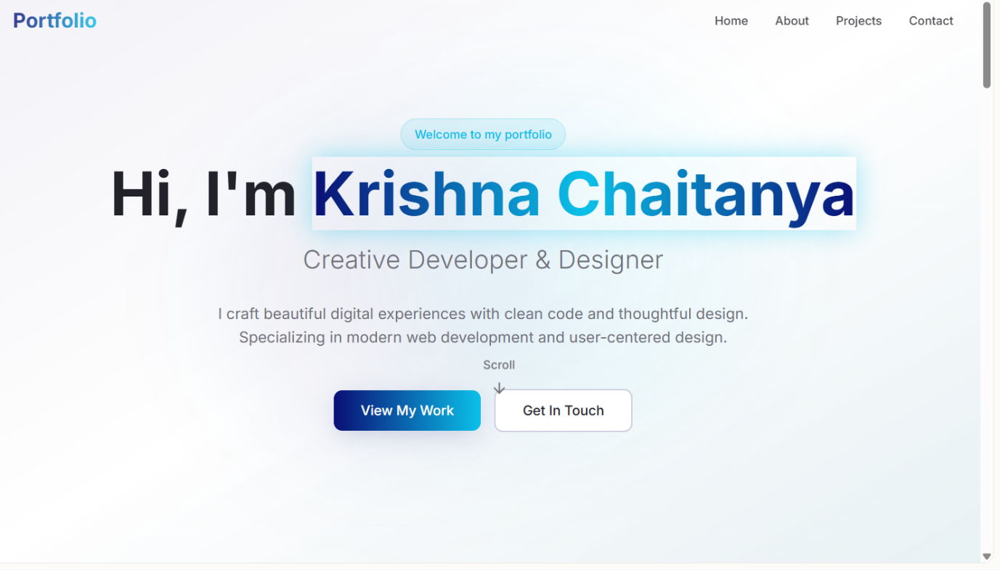 Portfolio
Home About Projects Contact
Welcome to my portfolio
Hi, I'm Krishna Chaitanya
Creative Developer & Designer
I craft beautiful digital experiences with clean code and thoughtful design.
Specializing in modern web development and user-centered design.
Scroll
View My Work Get In Touch